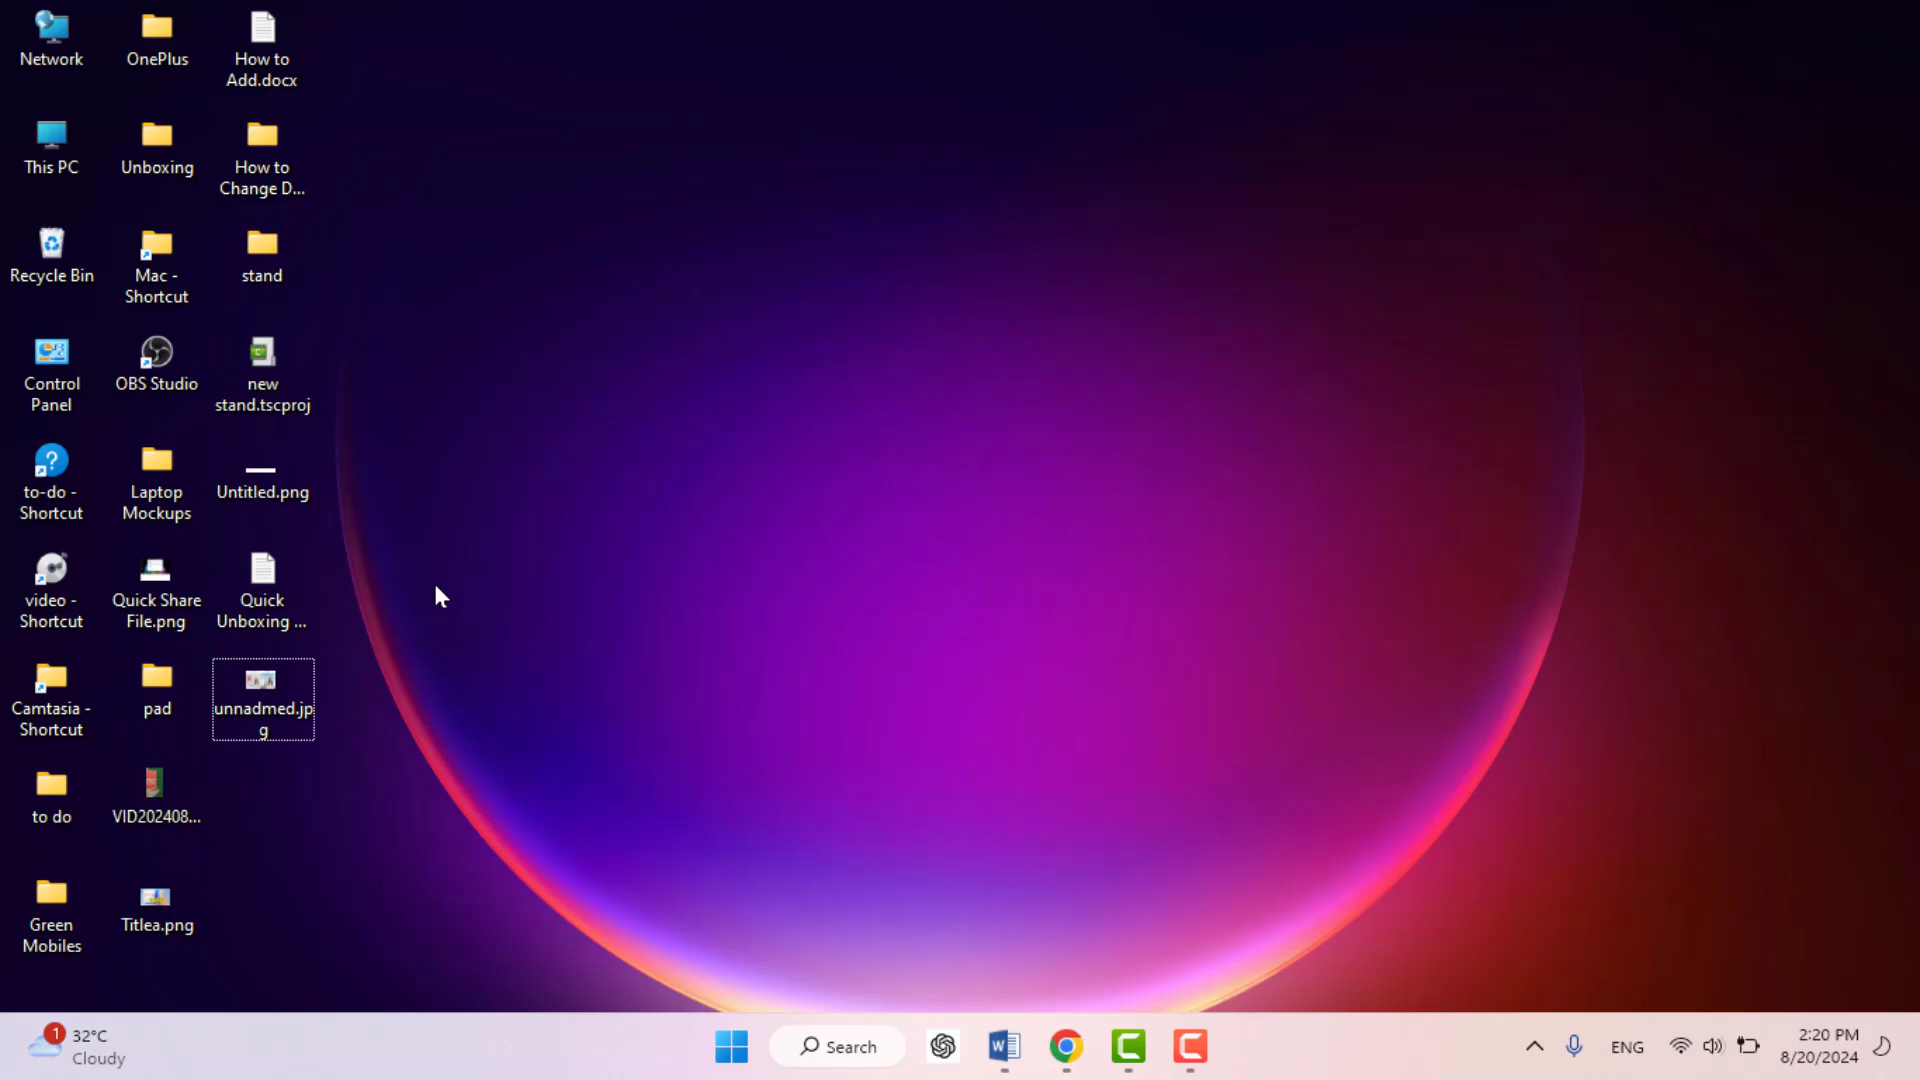 Network
OnePlus
How to
Add.docx
This PC
Unboxing
How to
Change D...
Recycle Bin
Mac -
Shortcut
stand
Control
Panel
OBS Studio
new
stand.tscproj
to-do -
Shortcut
Laptop
Mockups
Untitled.png
video -
Shortcut
Quick Share
File.png
Quick
Unboxing ...
Camtasia -
Shortcut
pad
unnadmed.jp
g
to do
VID202408...
Green
Mobiles
Titlea.png
1
32°C
Cloudy
Search
ENG
2:20 PM
8/20/2024